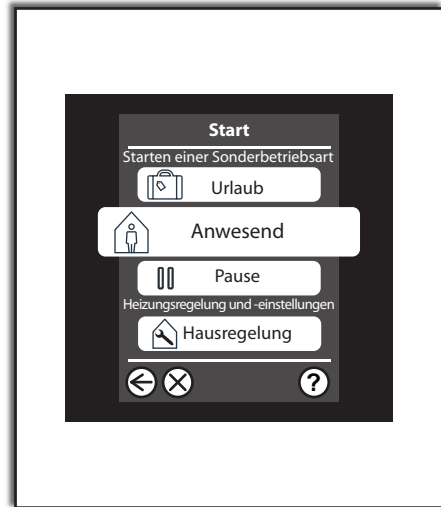 Start
Starten einer Sonderbetriebsart
Urlaub
Anwesend
Pause
Heizungsregelung und -einstellungen
Hausregelung
?